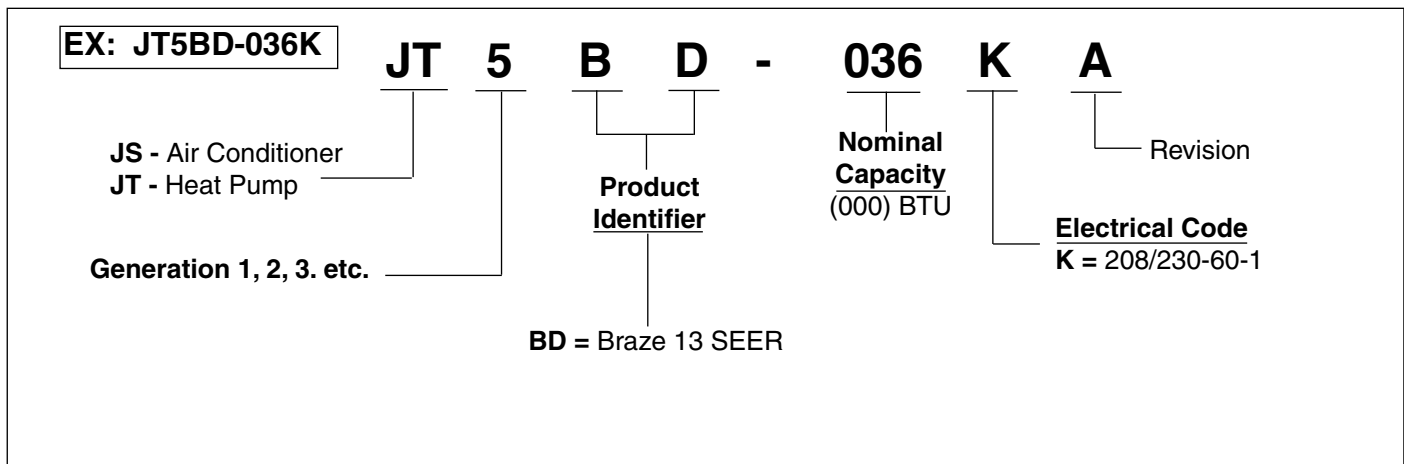 EX: JT5BD-036K
JT 5 B D - 036 K A
JS - Air Conditioner
JT - Heat Pump
Generation 1, 2, 3. etc.
Product
Identifier
BD = Braze 13 SEER
Nominal
Capacity
(000) BTU
Revision
Electrical Code
K = 208/230-60-1